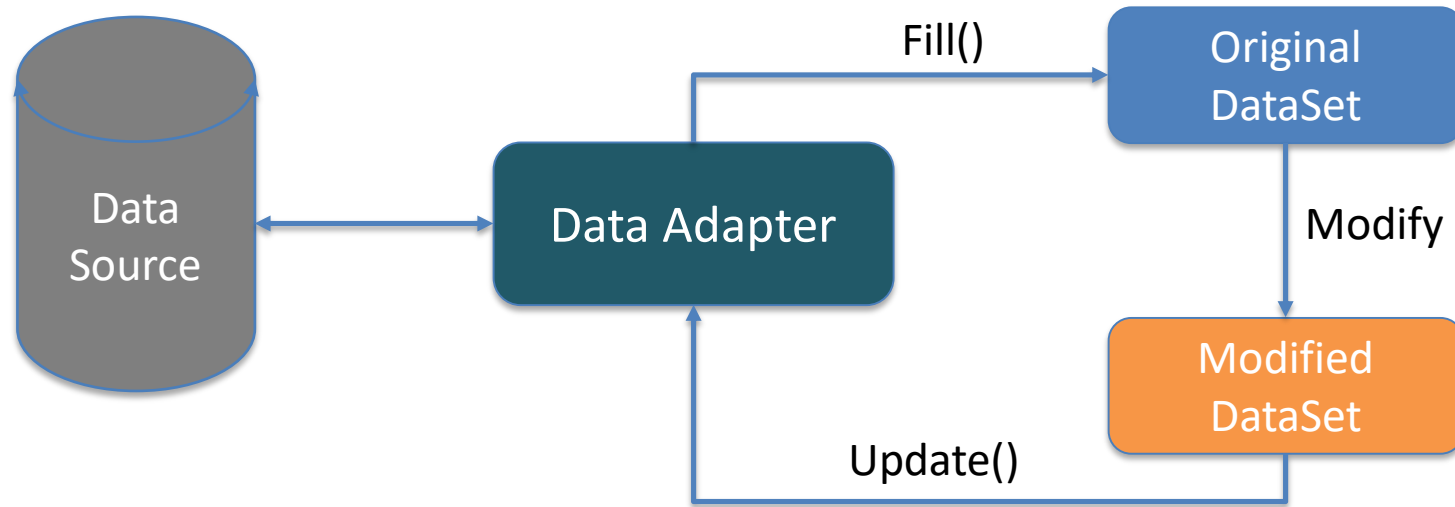 Fill()
Original
DataSet
Data
Source
Data Adapter
Modify
Modified
DataSet
Update()